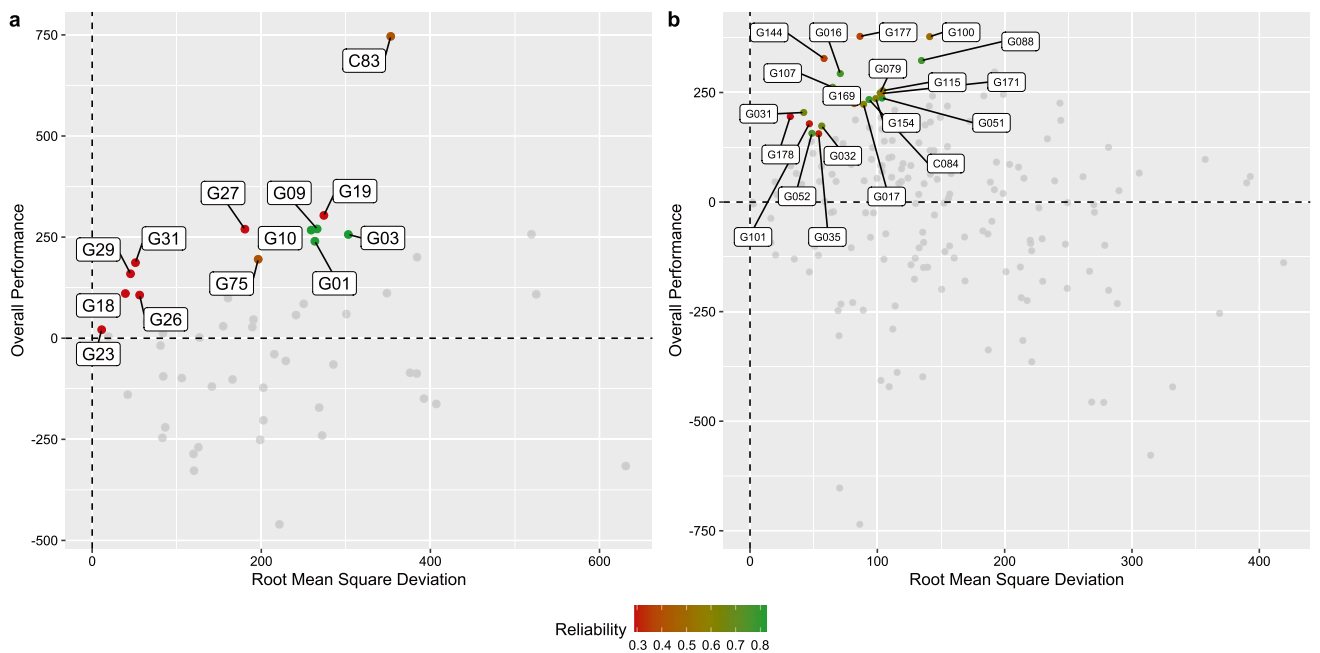 a
Overall Performance
750
500
250
0
-250
-500
C83
G27
G09
G19
G29
G31
G10
G03
G75
G01
G18
G26
G23
0
200
400
600
Root Mean Square Deviation
b
Overall Performance
250
0
-250
-500
-750
G144
G016
G177
G100
G088
G107
G079
G115
G171
G169
G031
G154
G051
G178
G032
C084
G052
G017
G101
G035
0
100
200
300
400
Root Mean Square Deviation
Reliability
0.3 0.4 0.5 0.6 0.7 0.8